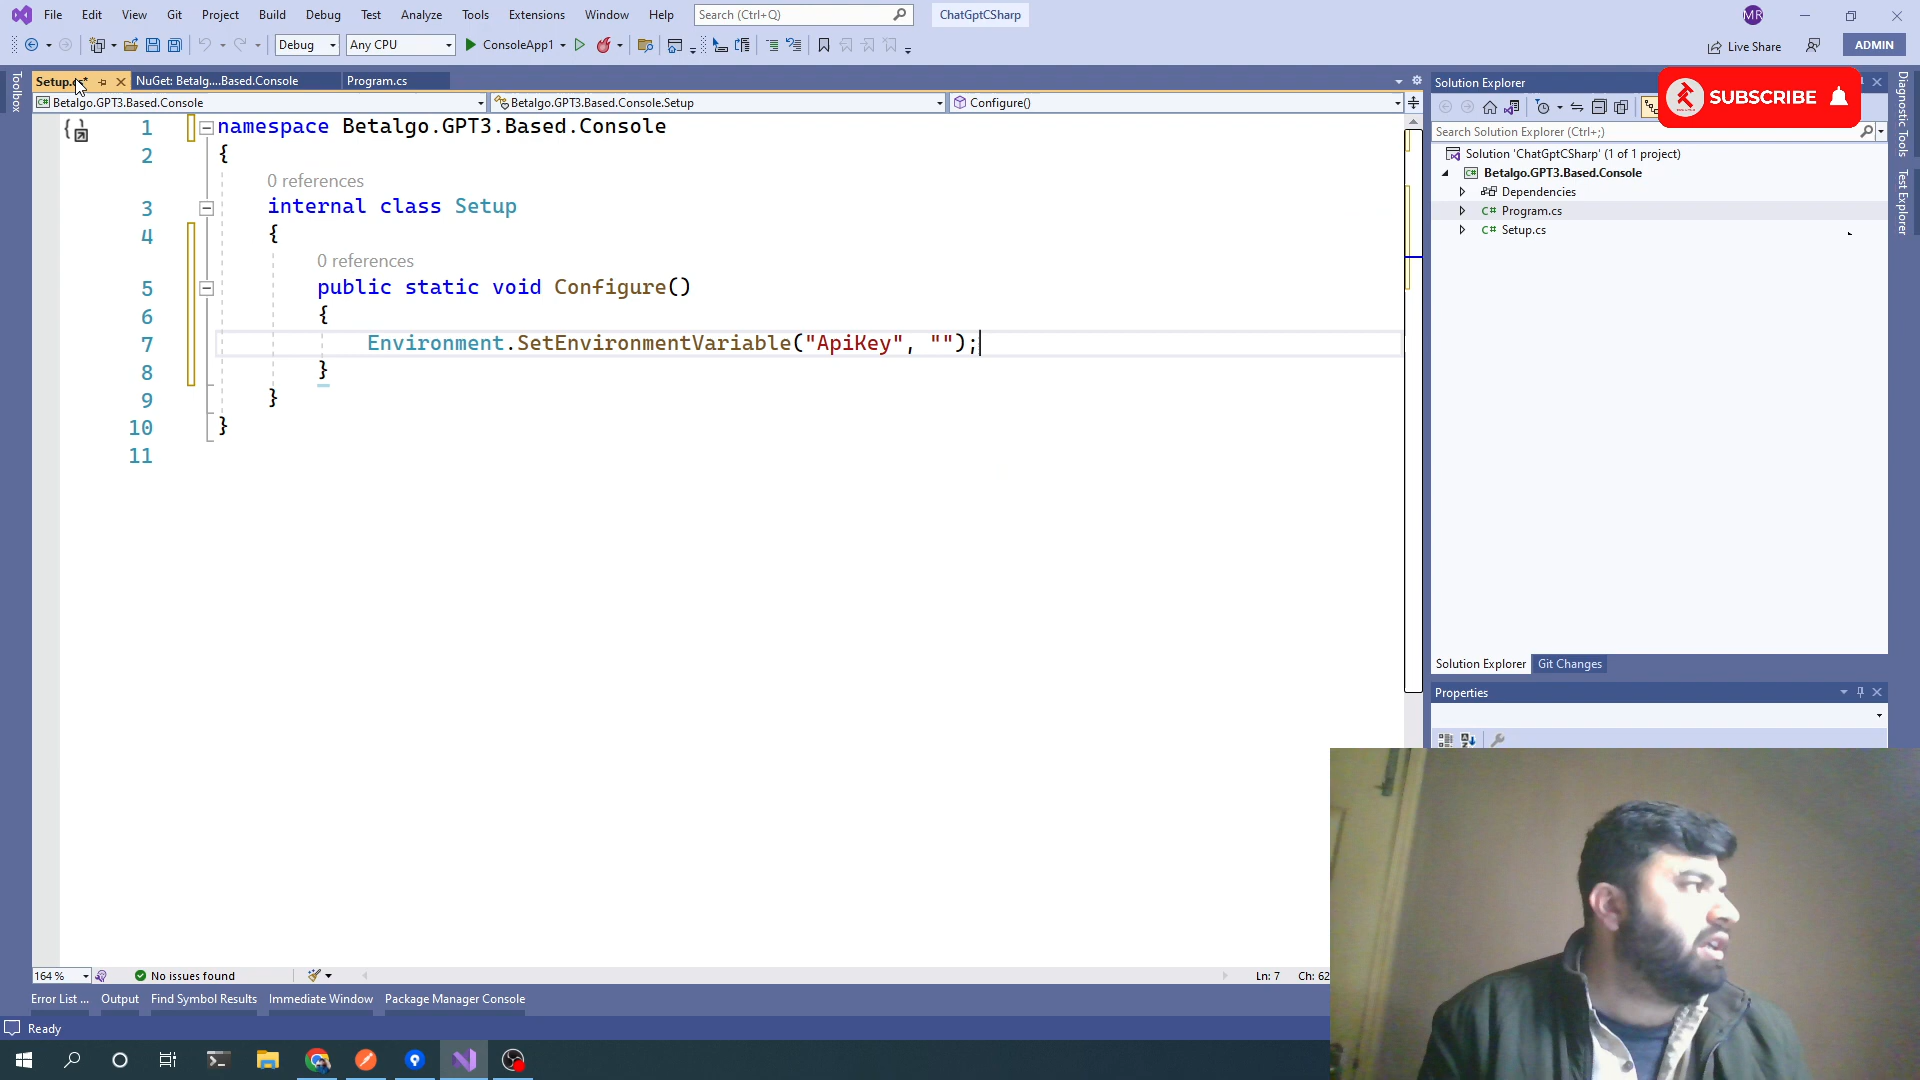 File Edit View Git Project Build Debug Test Analyze Tools Extensions Window Help Search (Ctrl+Q) ChatGptCSharp MR
Debug Any CPU ConsoleApp1 Live Share ADMIN
Setup.cs* NuGet: Betalg....Based.Console Program.cs
Betalgo.GPT3.Based.Console Betalgo.GPT3.Based.Console.Setup Configure()
Toolbox
1 namespace Betalgo.GPT3.Based.Console
2 {
0 references
3 internal class Setup
4 {
0 references
5 public static void Configure()
6 {
7 Environment.SetEnvironmentVariable("ApiKey", "");
8 }
9 }
10 }
11
164 % No issues found Ln: 7 Ch: 62
Error List ... Output Find Symbol Results Immediate Window Package Manager Console
Ready
Solution Explorer
SUBSCRIBE
Search Solution Explorer (Ctrl+;)
Solution 'ChatGptCSharp' (1 of 1 project)
C# Betalgo.GPT3.Based.Console
Dependencies
C# Program.cs
C# Setup.cs
Solution Explorer Git Changes
Properties
Diagnostic Tools
Test Explorer